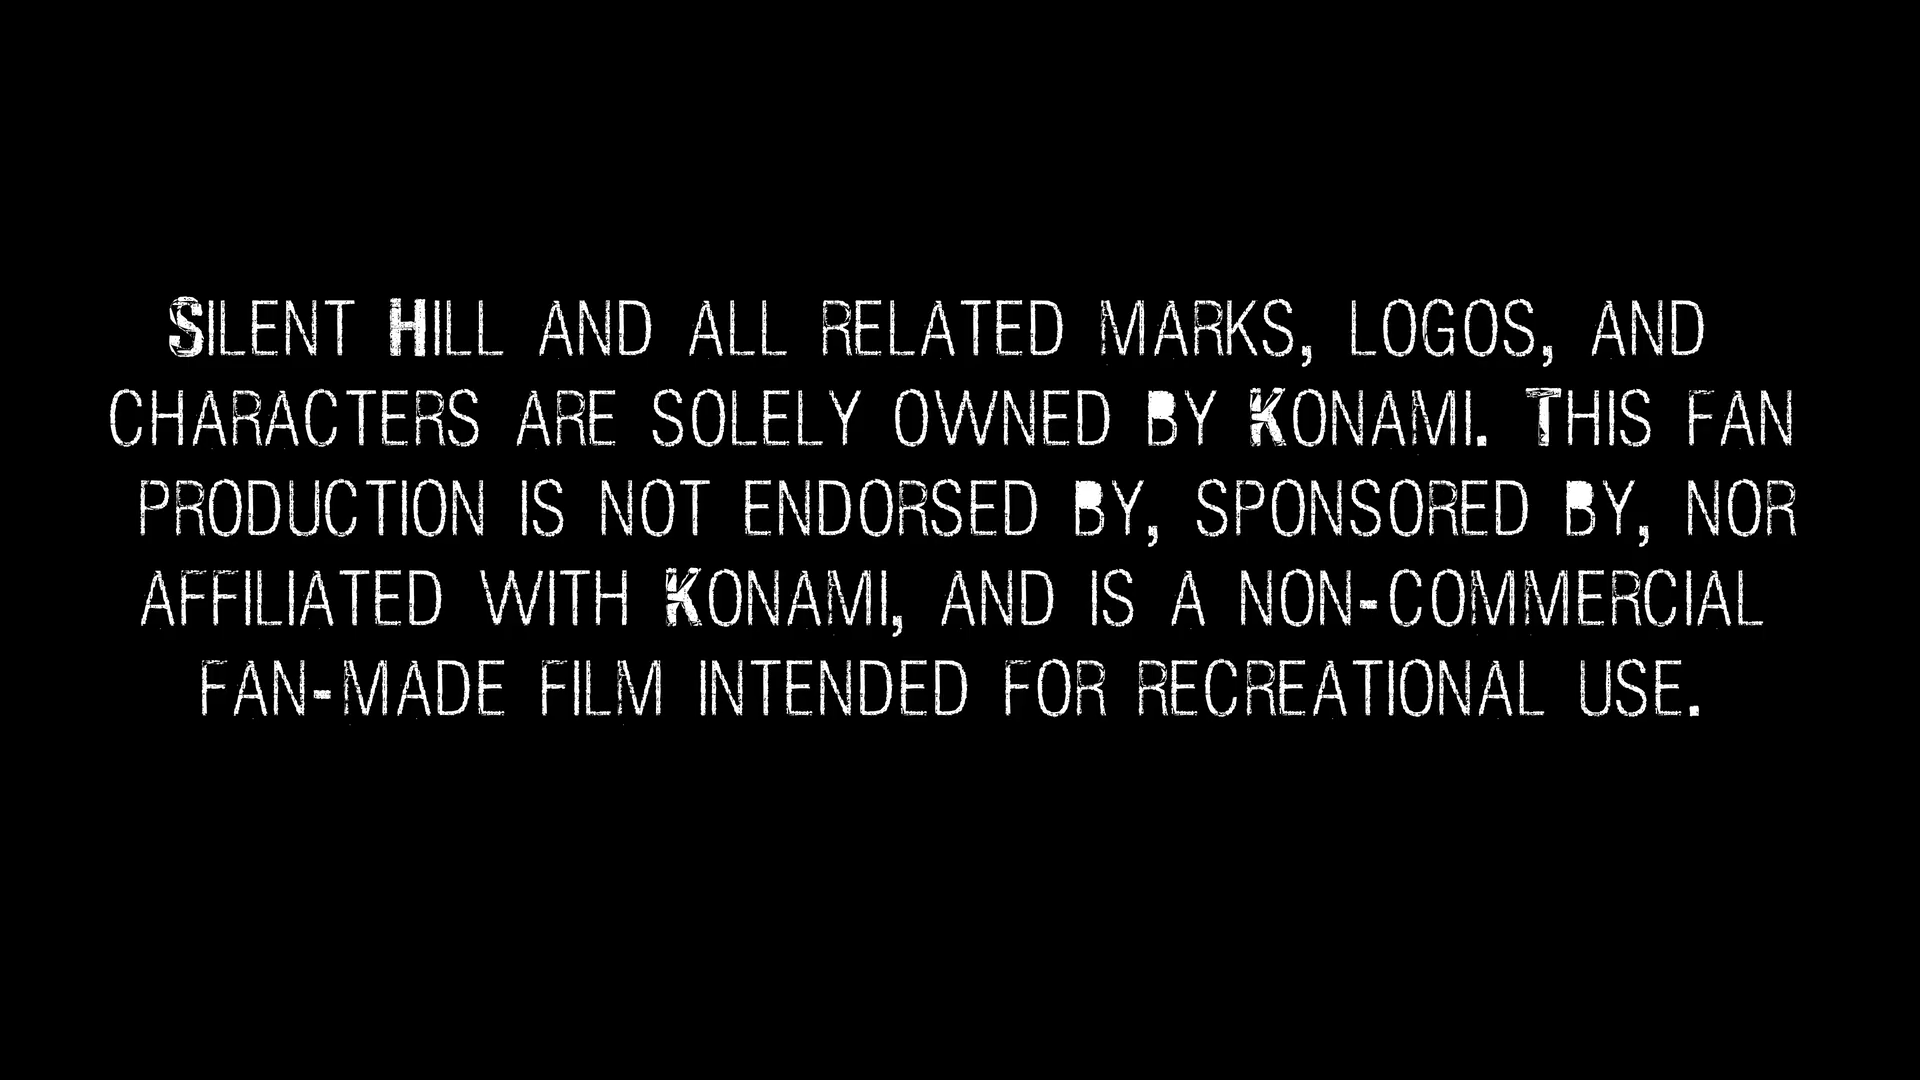 Silent Hill and all related marks, logos, and
characters are solely owned by Konami. This fan
production is not endorsed by, sponsored by, nor
affiliated with Konami, and is a non-commercial
fan-made film intended for recreational use.